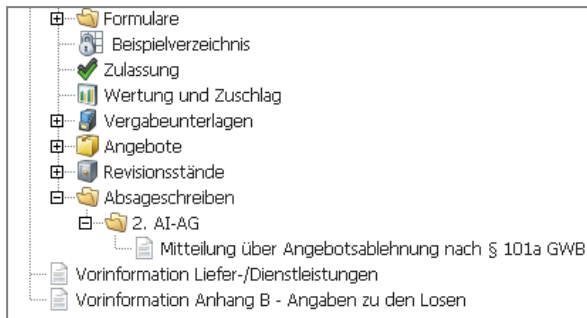 Formulare
Beispielverzeichnis
Zulassung
Wertung und Zuschlag
Vergabeunterlagen
Angebote
Revisionsstände
Absageschreiben
2. AI-AG
Mitteilung über Angebotsablehnung nach § 101a GWB
Vorinformation Liefer-/Dienstleistungen
Vorinformation Anhang B - Angaben zu den Losen